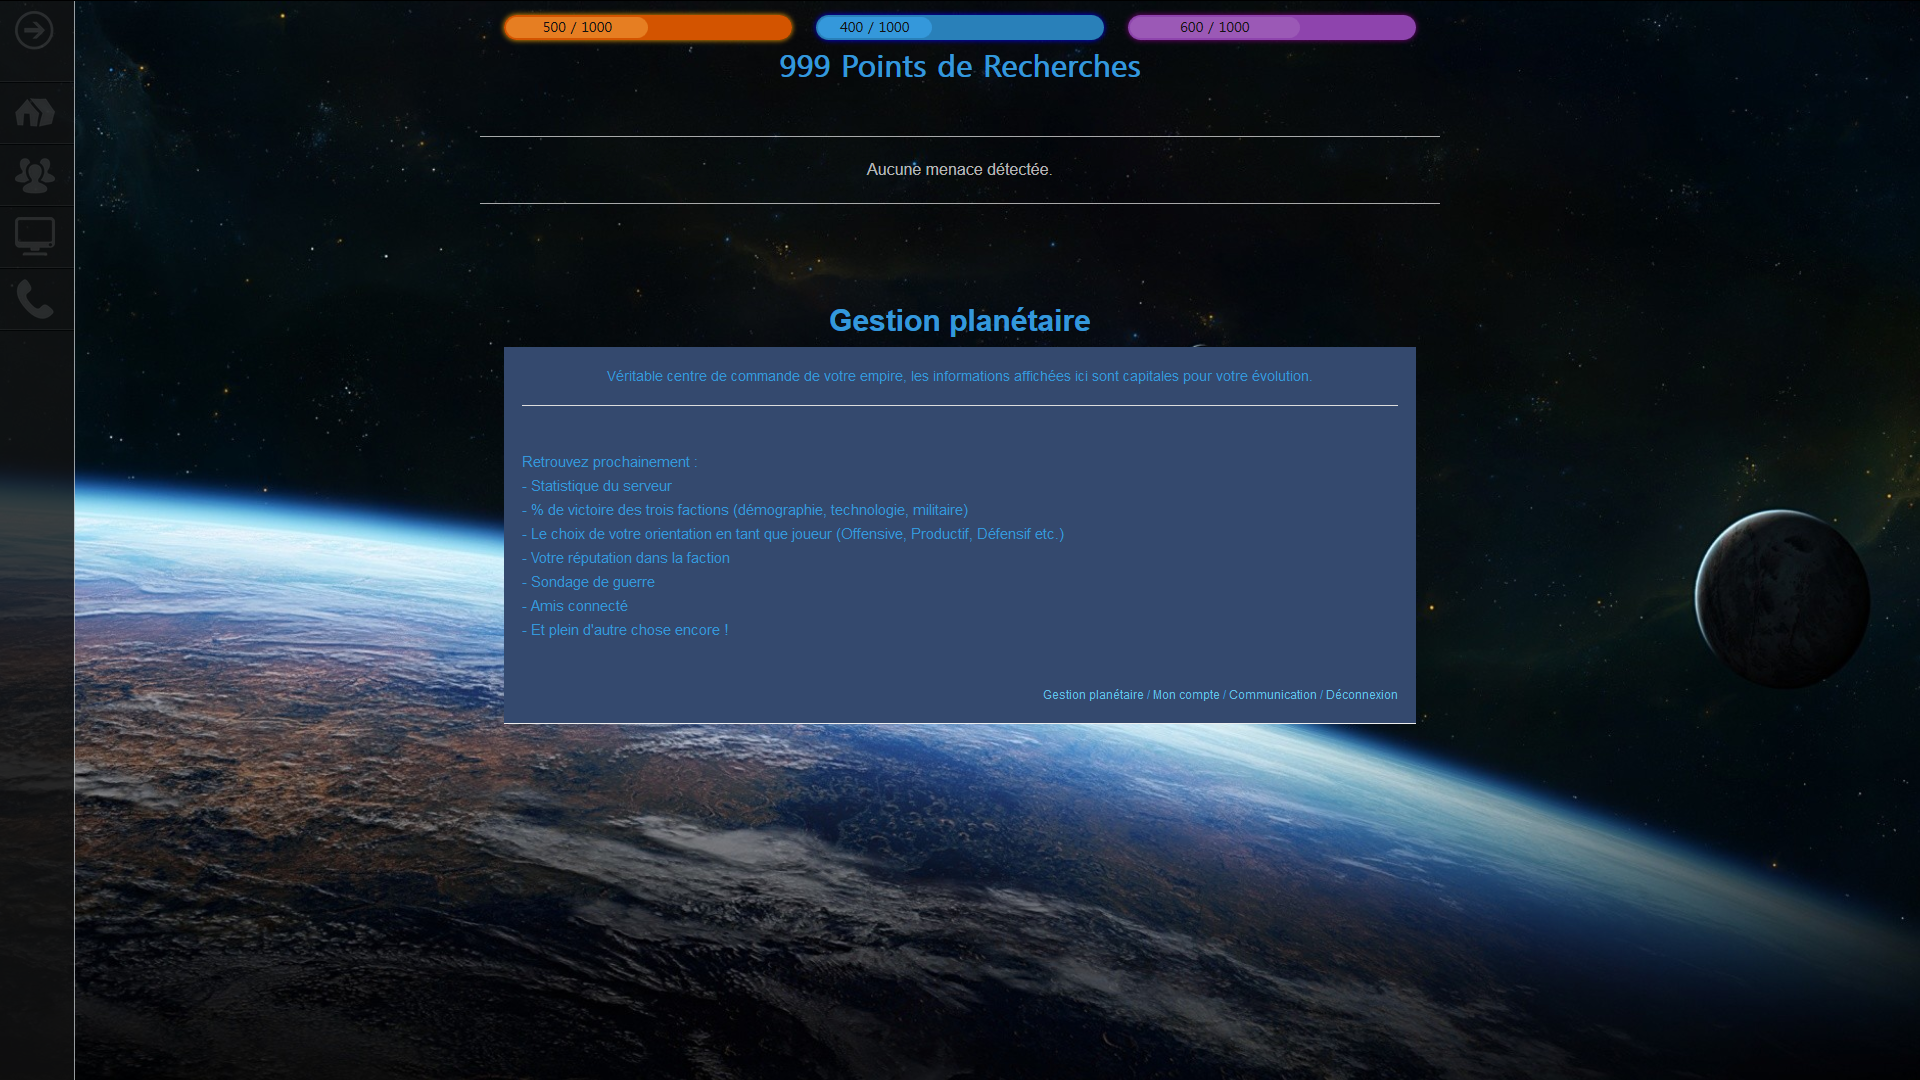 500 / 1000
400 / 1000
600 / 1000
999 Points de Recherches
Aucune menace détectée.
Gestion planétaire
Véritable centre de commande de votre empire, les informations affichées ici sont capitales pour votre évolution.
Retrouvez prochainement :
- Statistique du serveur
- % de victoire des trois factions (démographie, technologie, militaire)
- Le choix de votre orientation en tant que joueur (Offensive, Productif, Défensif etc.)
- Votre réputation dans la faction
- Sondage de guerre
- Amis connecté
- Et plein d'autre chose encore !
Gestion planétaire / Mon compte / Communication / Déconnexion